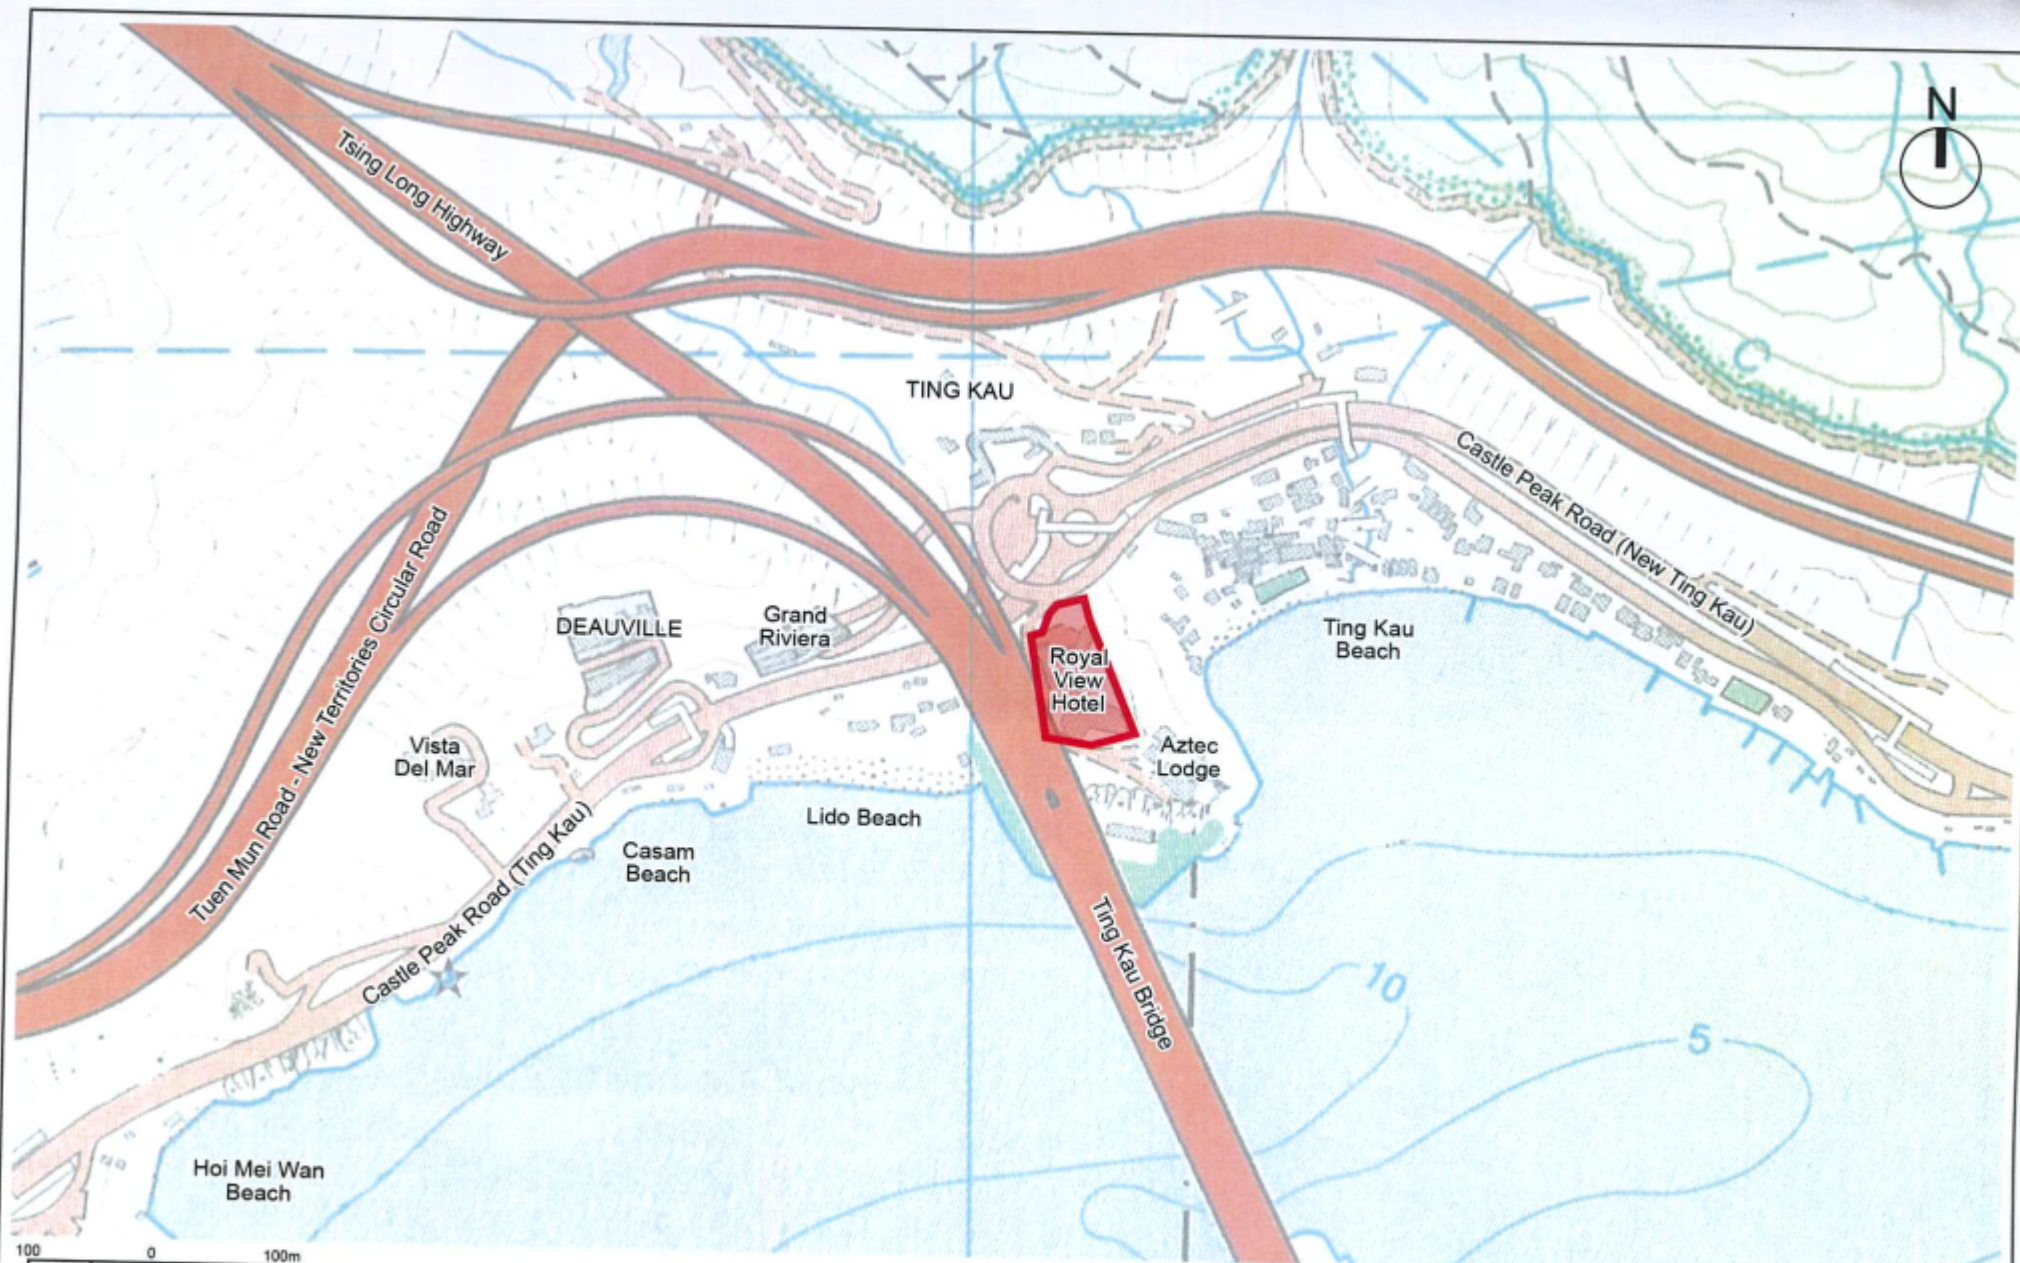 N
Tsing Long Highway
TING KAU
C
Castle Peak Road (New Ting Kau)
Tuen Mun Road - New Territories Circular Road
DEAUVILLE
Grand
Riviera
Ting Kau
Beach
Royal
View
Hotel
Vista
Del Mar
Aztec
Lodge
Lido Beach
Casam
Beach
Castle Peak Road (Ting Kau)
Ting Kau Bridge
10
5
Hoi Mei Wan
Beach
100 0 100m